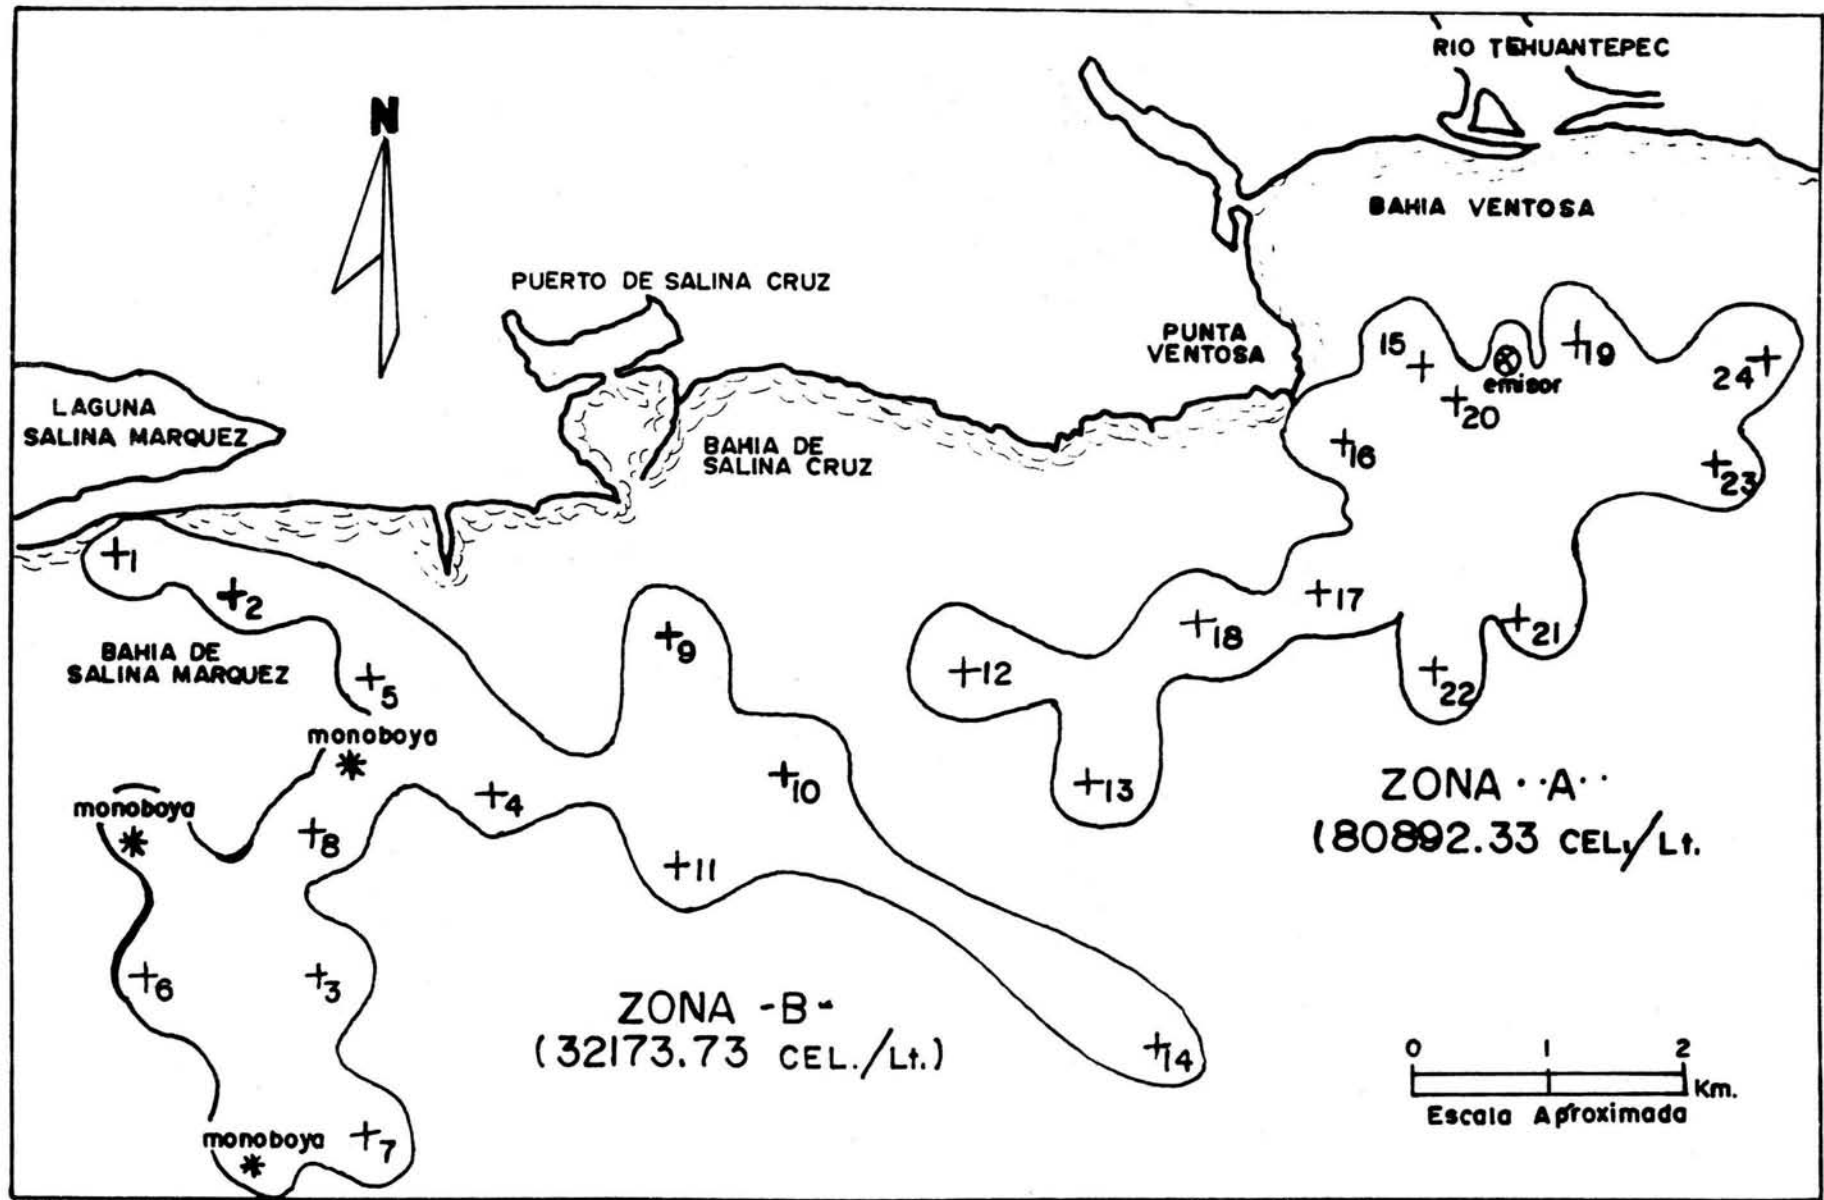 N
RIO TEHUANTEPEC
BAHIA VENTOSA
PUERTO DE SALINA CRUZ
PUNTA
VENTOSA
LAGUNA
SALINA MARQUEZ
BAHIA DE
SALINA CRUZ
15
emisor
19
24
20
16
23
1
2
BAHIA DE
SALINA MARQUEZ
5
9
12
18
17
21
22
monoboya
monoboya
8
4
10
13
11
ZONA "A"
(80892.33 CEL./Lt.
6
3
ZONA -B-
(32173.73 CEL./Lt.)
14
0 1 2
Km.
Escala Aproximada
monoboya
7